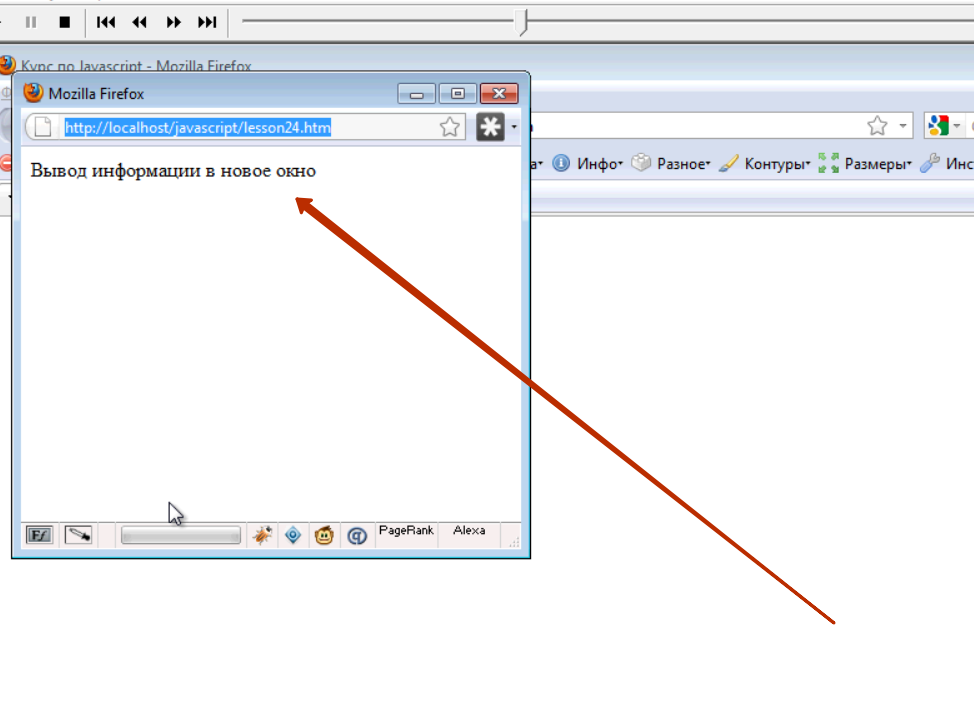 Курс по Javascript - Mozilla Firefox
Mozilla Firefox
http://localhost/javascript/lesson24.htm
Инфо Разное Контуры Размеры
Вывод информации в новое окно
PageRank Alexa